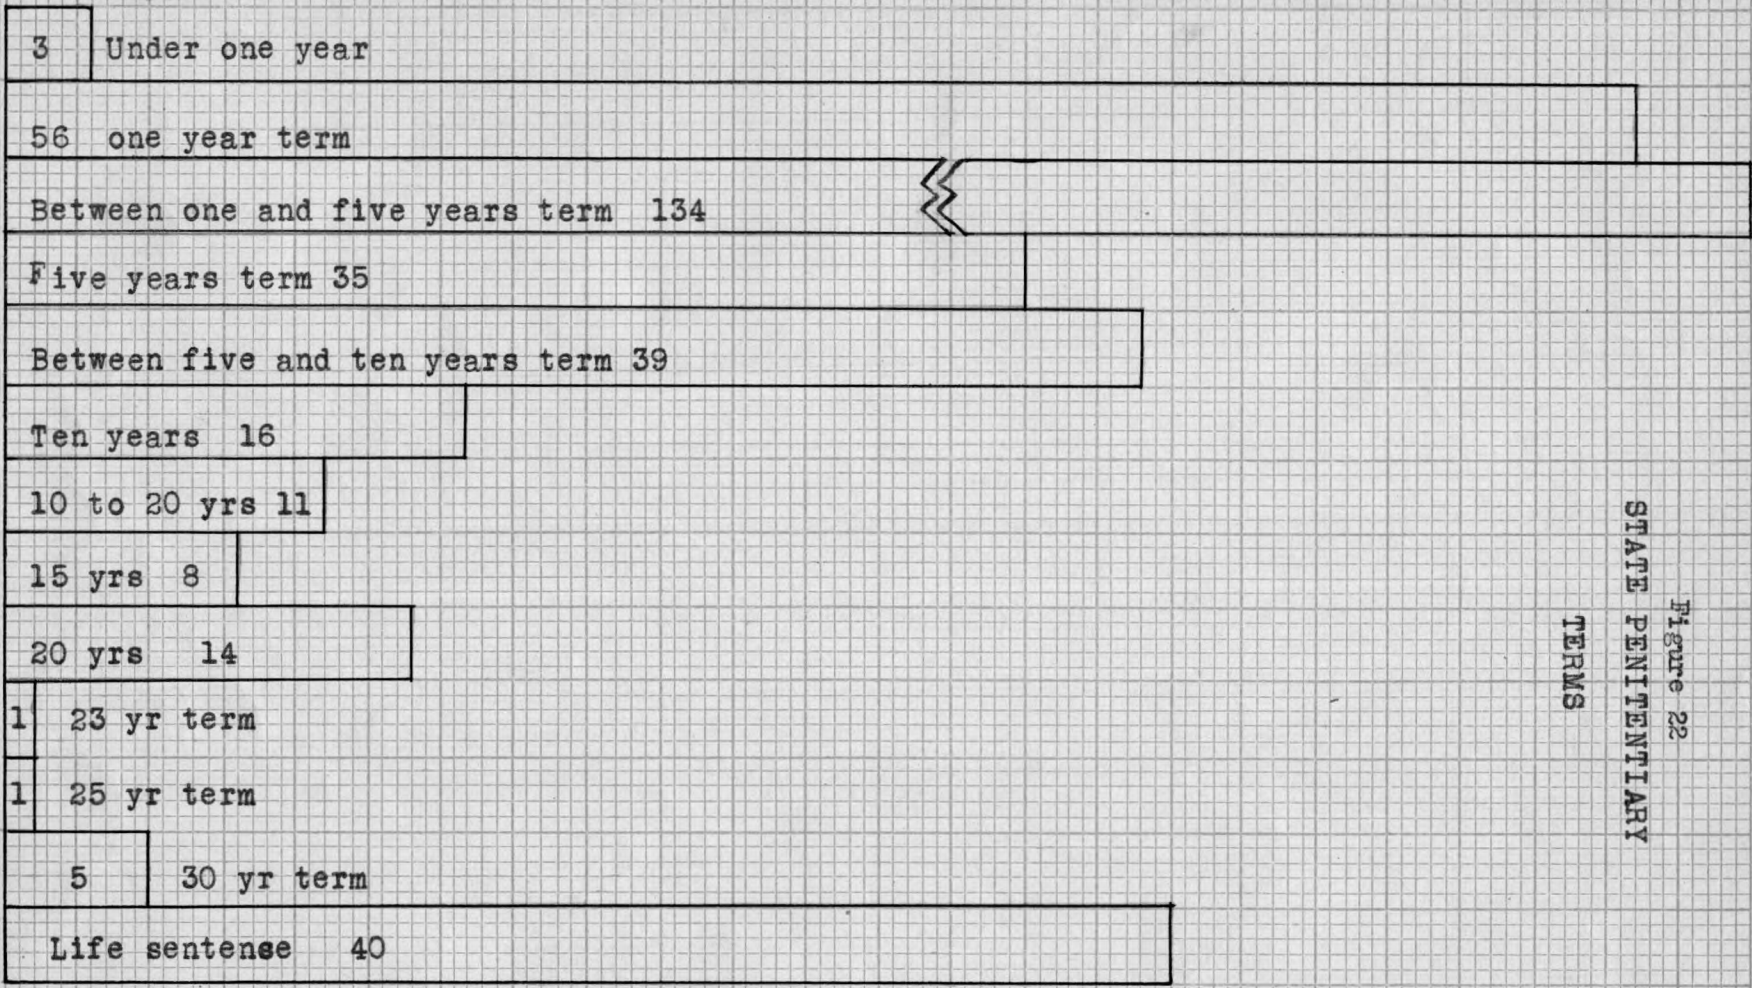 3 Under one year
56 one year term
Between one and five years term 134
Five years term 35
Between five and ten years term 39
Ten years 16
10 to 20 yrs 11
15 yrs 8
20 yrs 14
1 23 yr term
1 25 yr term
5 30 yr term
Life sentense 40
Figure 22
STATE PENITENTIARY
TERMS